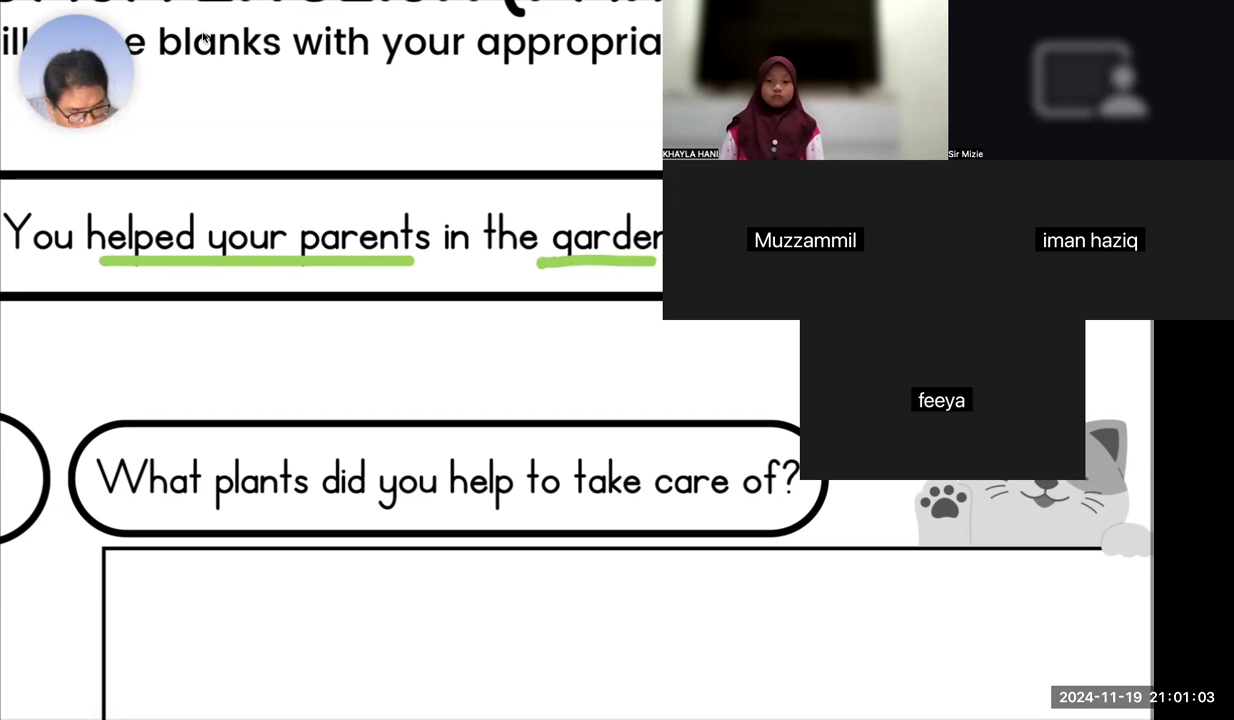 ill e blanks with your appropria
KHAYLA HANI
Sir Mizie
You helped your parents in the garden
Muzzammil
iman haziq
feeya
What plants did you help to take care of?
2024-11-19 21:01:03